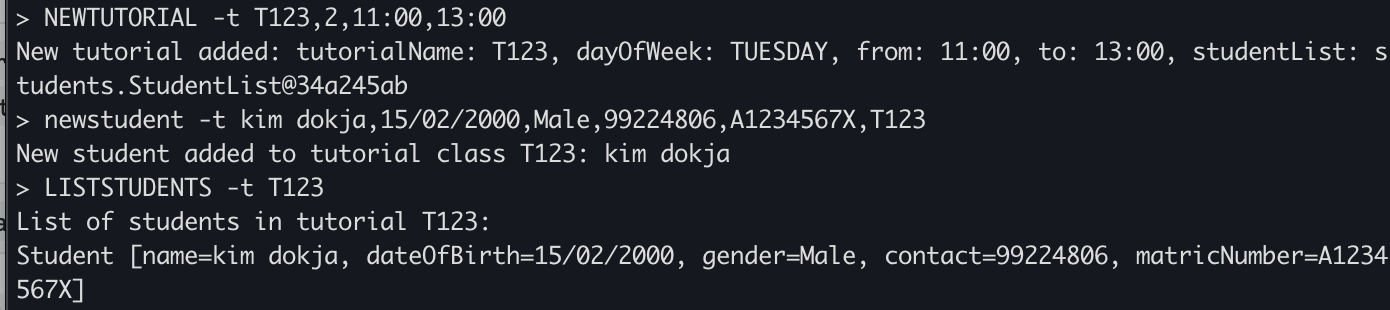 > NEWTUTORIAL -t T123,2,11:00,13:00
New tutorial added: tutorialName: T123, dayOfWeek: TUESDAY, from: 11:00, to: 13:00, studentList: s
tudents.StudentList@34a245ab
> newstudent -t kim dokja,15/02/2000,Male,99224806,A1234567X,T123
New student added to tutorial class T123: kim dokja
> LISTSTUDENTS -t T123
List of students in tutorial T123:
Student [name=kim dokja, dateOfBirth=15/02/2000, gender=Male, contact=99224806, matricNumber=A1234
567X]